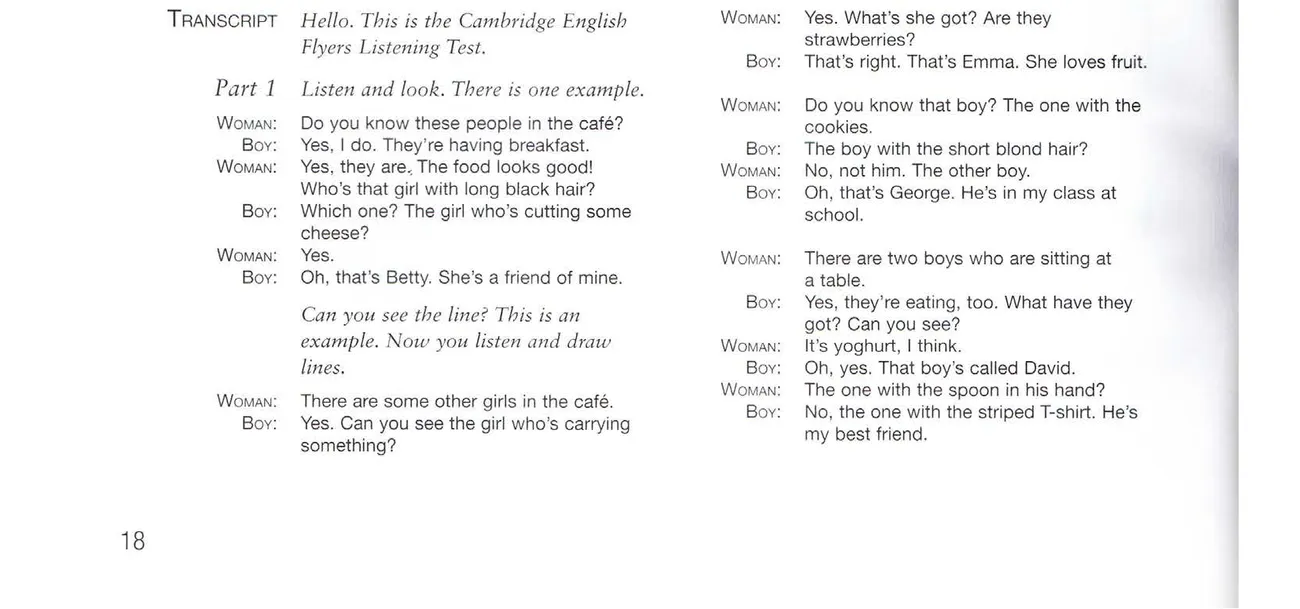 TRANSCRIPT Hello. This is the Cambridge English
Flyers Listening Test.
Part 1 Listen and look. There is one example.
WOMAN: Do you know these people in the café?
BOY: Yes, I do. They're having breakfast.
WOMAN: Yes, they are. The food looks good!
Who's that girl with long black hair?
BOY: Which one? The girl who's cutting some
cheese?
WOMAN: Yes.
BOY: Oh, that's Betty. She's a friend of mine.
Can you see the line? This is an
example. Now you listen and draw
lines.
WOMAN: There are some other girls in the café.
BOY: Yes. Can you see the girl who's carrying
something?
WOMAN: Yes. What's she got? Are they
strawberries?
BOY: That's right. That's Emma. She loves fruit.
WOMAN: Do you know that boy? The one with the
cookies.
BOY: The boy with the short blond hair?
WOMAN: No, not him. The other boy.
BOY: Oh, that's George. He's in my class at
school.
WOMAN: There are two boys who are sitting at
a table.
BOY: Yes, they're eating, too. What have they
got? Can you see?
WOMAN: It's yoghurt, I think.
BOY: Oh, yes. That boy's called David.
WOMAN: The one with the spoon in his hand?
BOY: No, the one with the striped T-shirt. He's
my best friend.
18